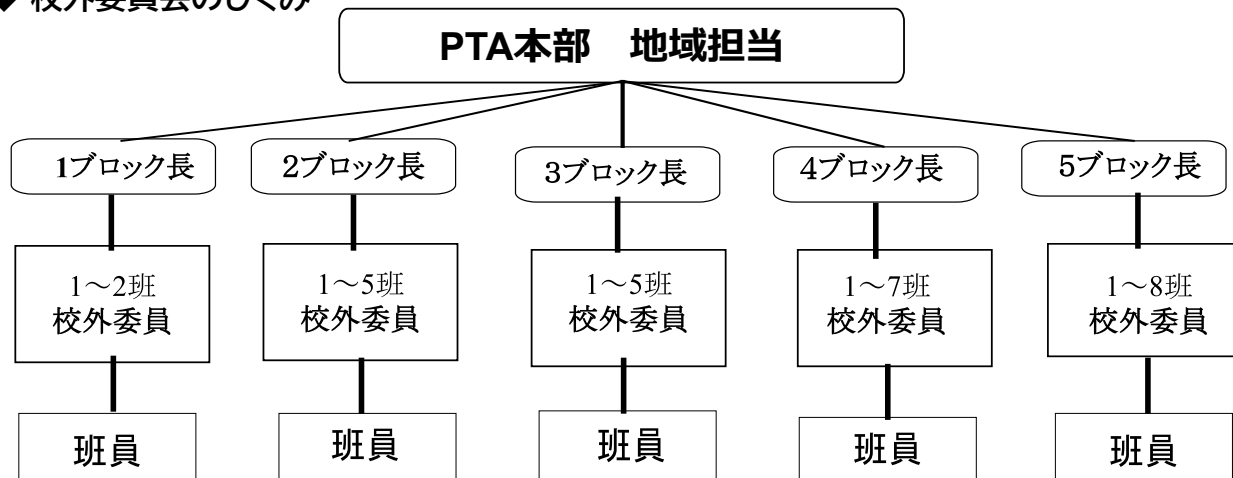 ◆ 校外委員会のしくみ
PTA本部 地域担当
1ブロック長
2ブロック長
3ブロック長
4ブロック長
5ブロック長
1～2班
校外委員
1～5班
校外委員
1～5班
校外委員
1～7班
校外委員
1～8班
校外委員
班員
班員
班員
班員
班員